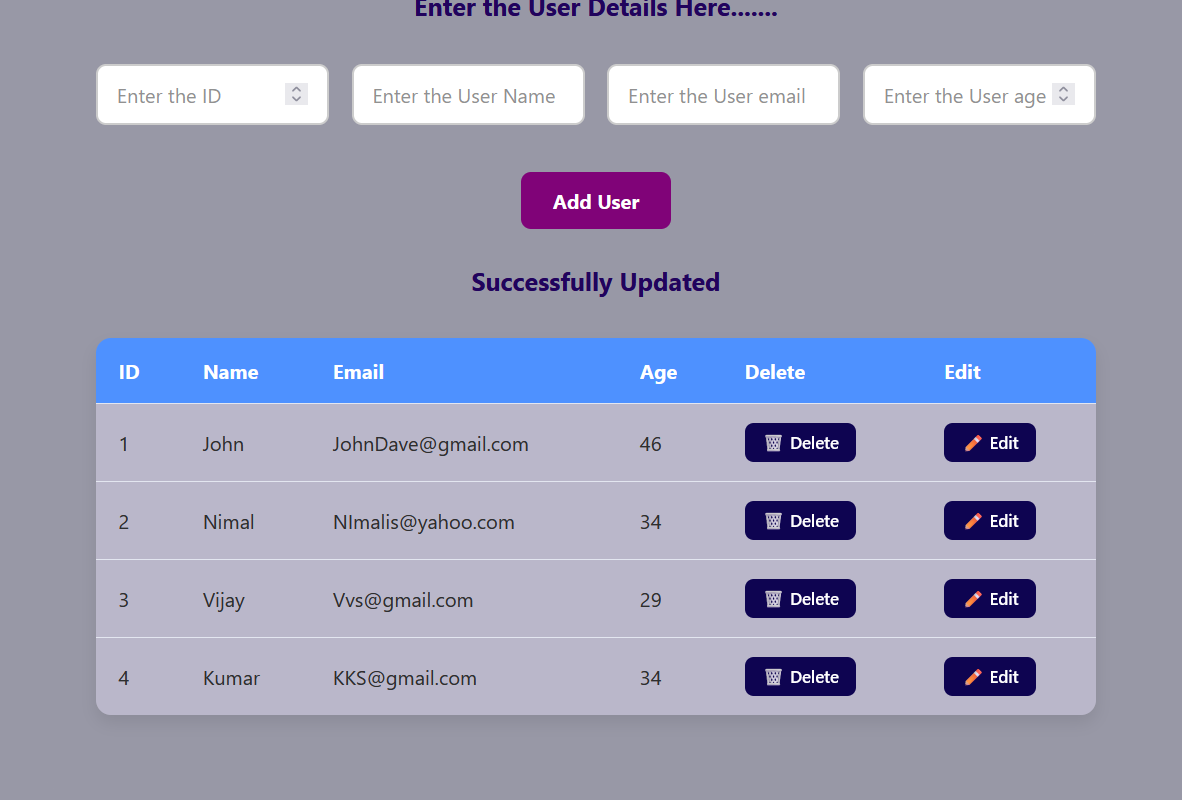 Enter the User Details Here.......
Enter the ID Enter the User Name Enter the User email Enter the User age
Add User
Successfully Updated
ID Name Email Age Delete Edit
1 John JohnDave@gmail.com 46 Delete Edit
2 Nimal NImalis@yahoo.com 34 Delete Edit
3 Vijay Vvs@gmail.com 29 Delete Edit
4 Kumar KKS@gmail.com 34 Delete Edit